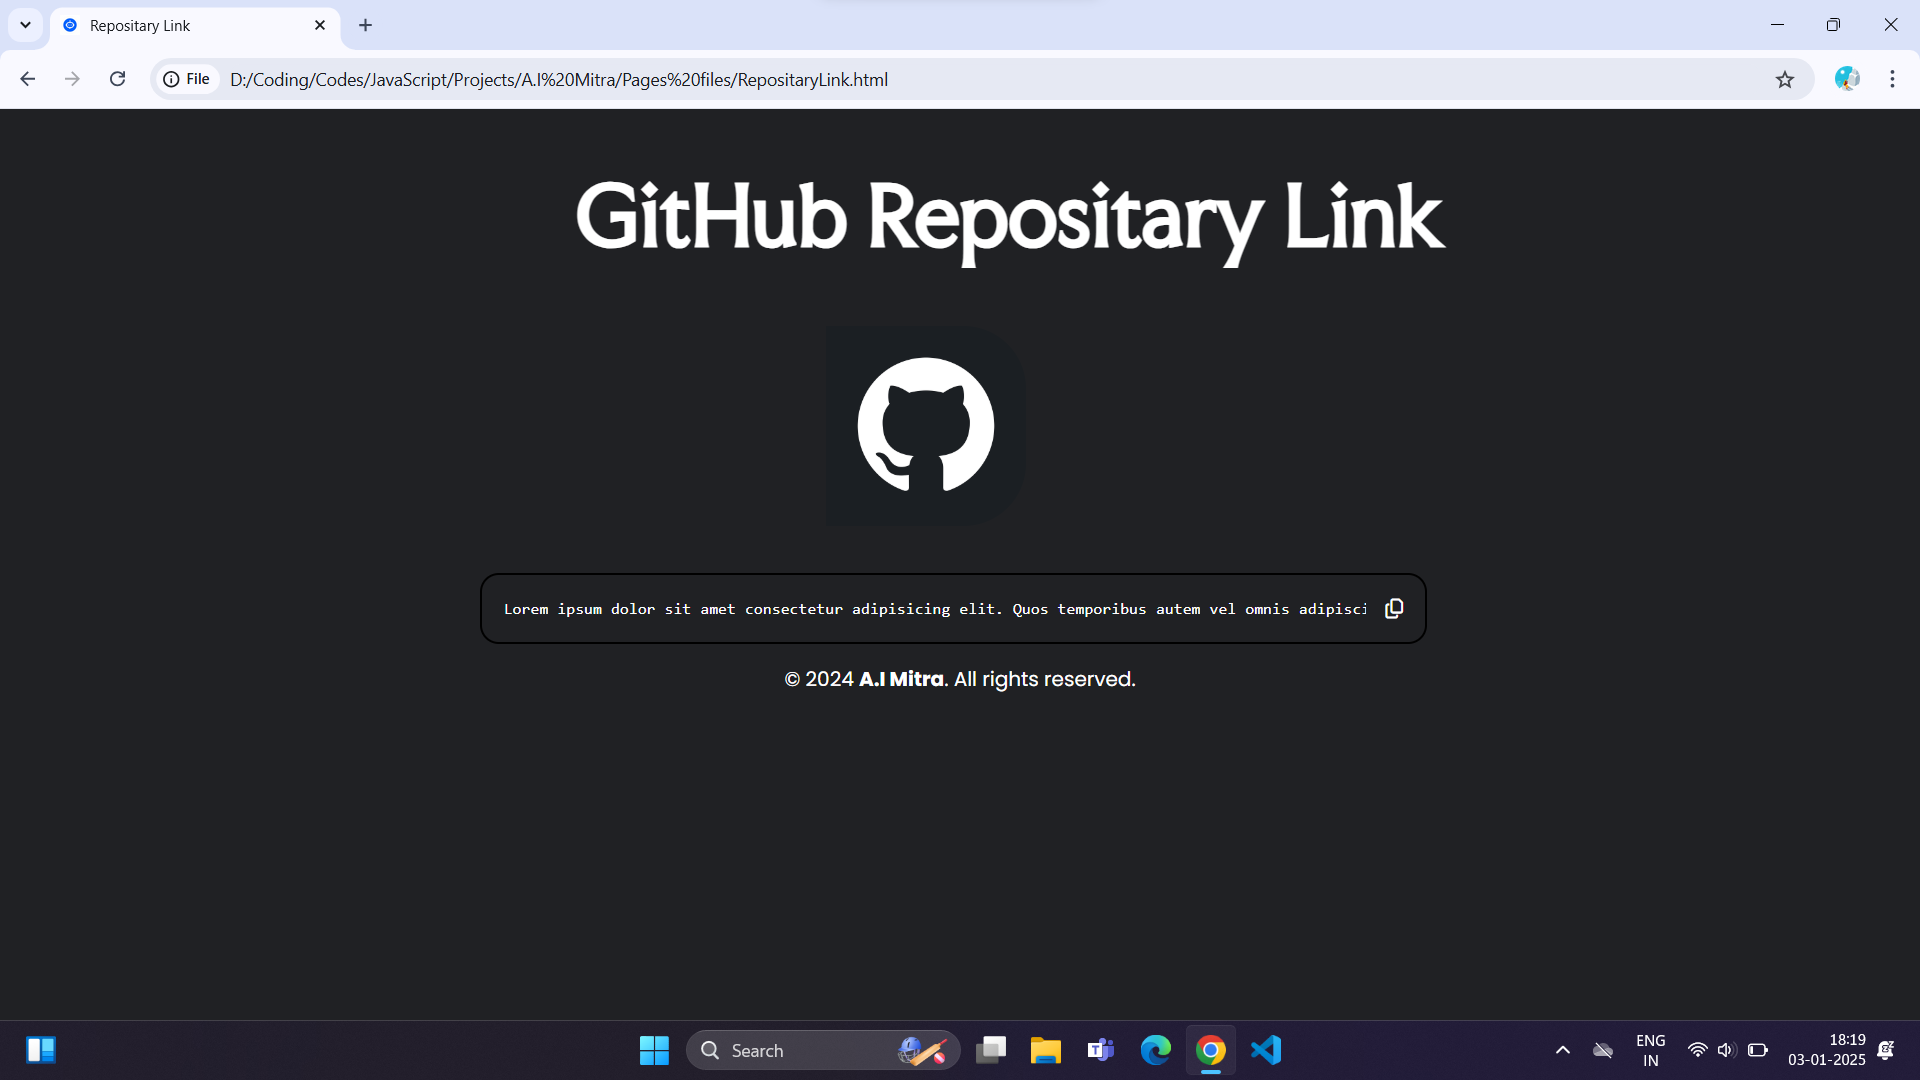 Repositary Link
File
D:/Coding/Codes/JavaScript/Projects/A.I%20Mitra/Pages%20files/RepositaryLink.html
GitHub Repositary Link
Lorem ipsum dolor sit amet consectetur adipisicing elit. Quos temporibus autem vel omnis adipisci
© 2024 A.I Mitra. All rights reserved.
Search
ENG
IN
18:19
03-01-2025